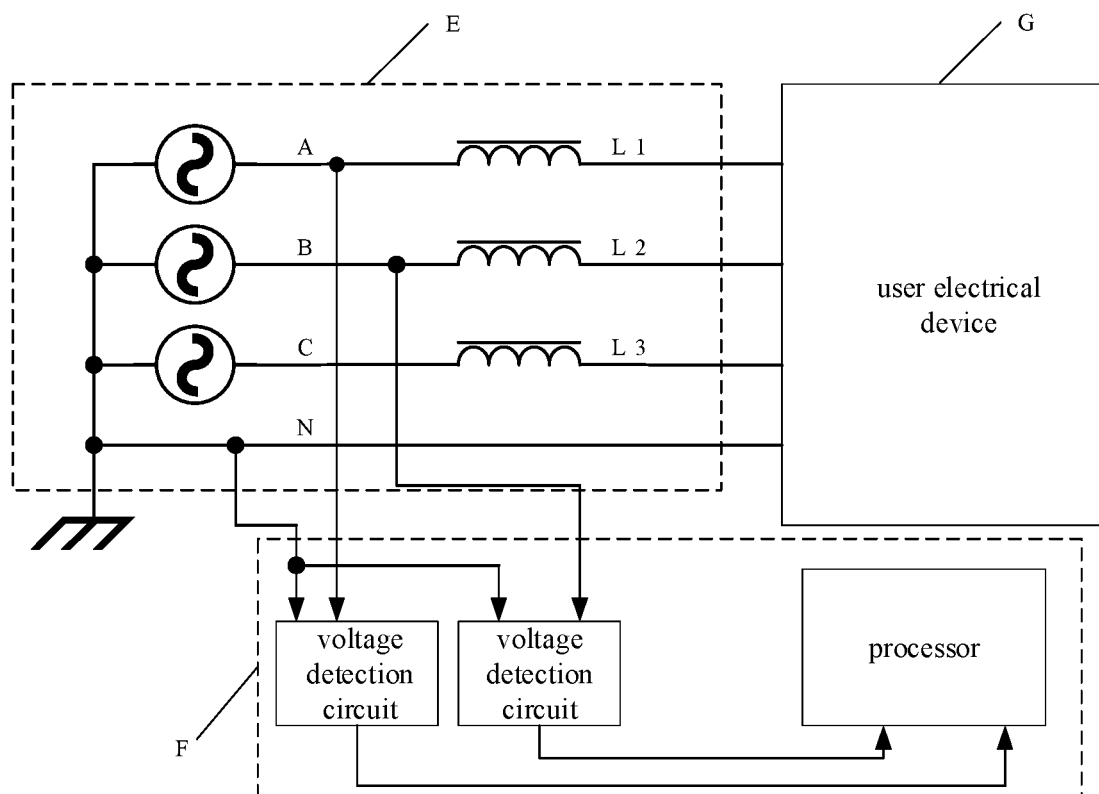 E
G
A
L 1
B
L 2
user electrical
device
C
L 3
N
voltage
detection
circuit
voltage
detection
circuit
processor
F